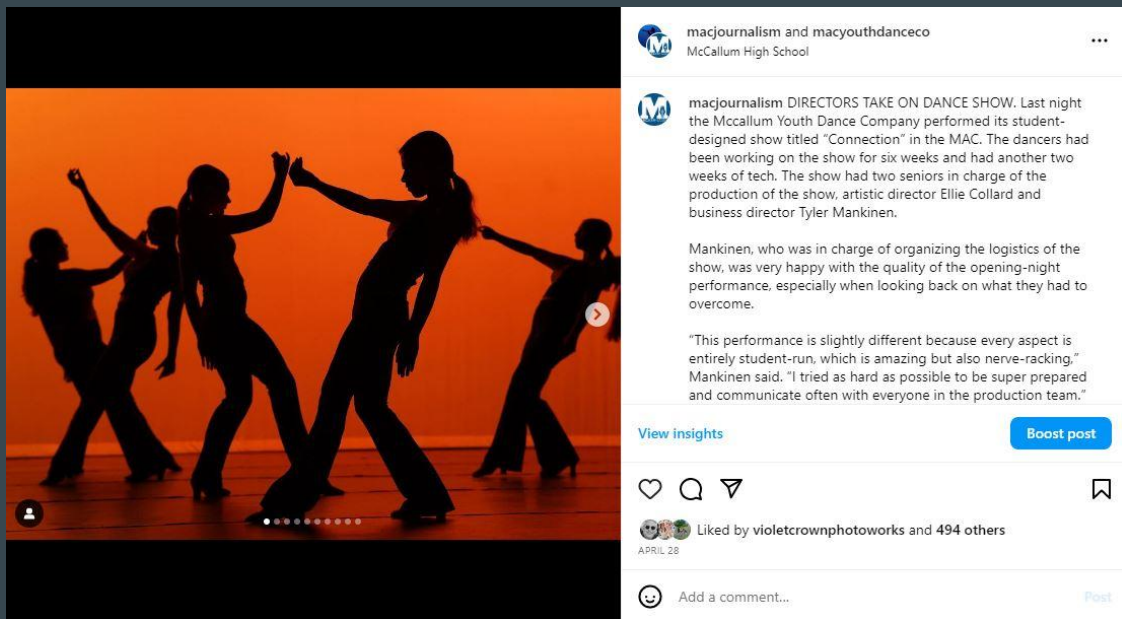 macjournalism and macyouthdanceco
McCallum High School
macjournalism DIRECTORS TAKE ON DANCE SHOW. Last night
the Mccallum Youth Dance Company performed its student-
designed show titled “Connection” in the MAC. The dancers had
been working on the show for six weeks and had another two
weeks of tech. The show had two seniors in charge of the
production of the show, artistic director Ellie Collard and
business director Tyler Mankinen.
Mankinen, who was in charge of organizing the logistics of the
show, was very happy with the quality of the opening-night
performance, especially when looking back on what they had to
overcome.
“This performance is slightly different because every aspect is
entirely student-run, which is amazing but also nerve-racking,”
Mankinen said. “I tried as hard as possible to be super prepared
and communicate often with everyone in the production team.”
View insights
Boost post
Liked by violetcrownphotoworks and 494 others
APRIL 28
Add a comment...
Post